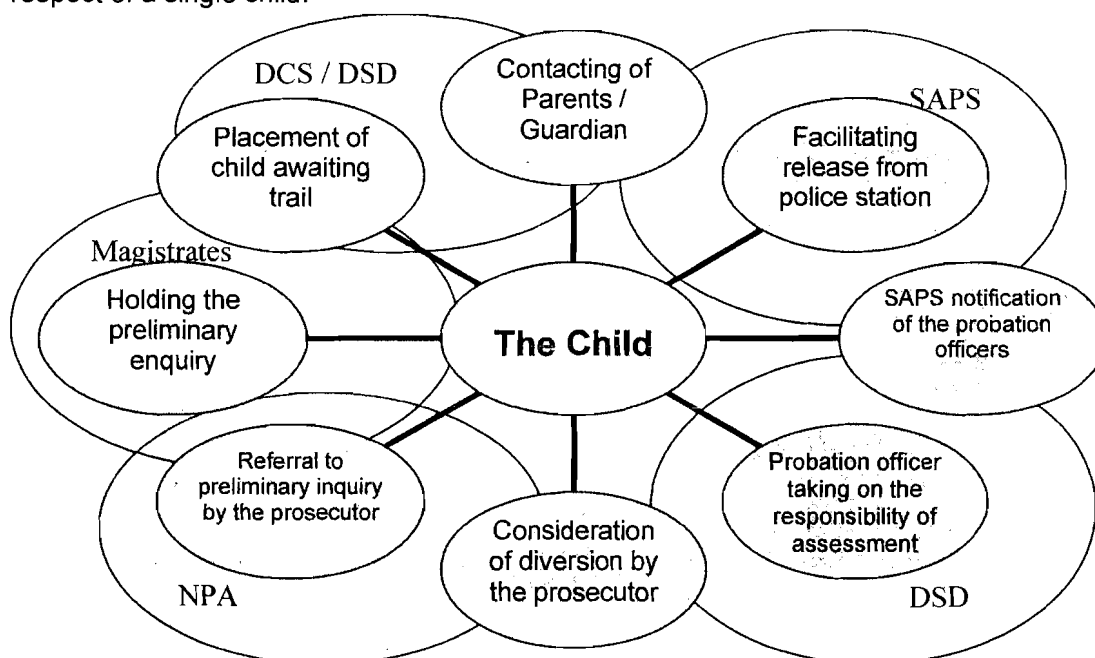 respect of a single child.
DCS / DSD
Contacting of
Parents /
Guardian
SAPS
Placement of
child awaiting
trail
Facilitating
release from
police station
Magistrates
Holding the
preliminary
enquiry
The Child
SAPS notification
of the probation
officers
Referral to
preliminary inquiry
by the prosecutor
Consideration
of diversion by
the prosecutor
Probation officer
taking on the
responsibility of
assessment
NPA
DSD